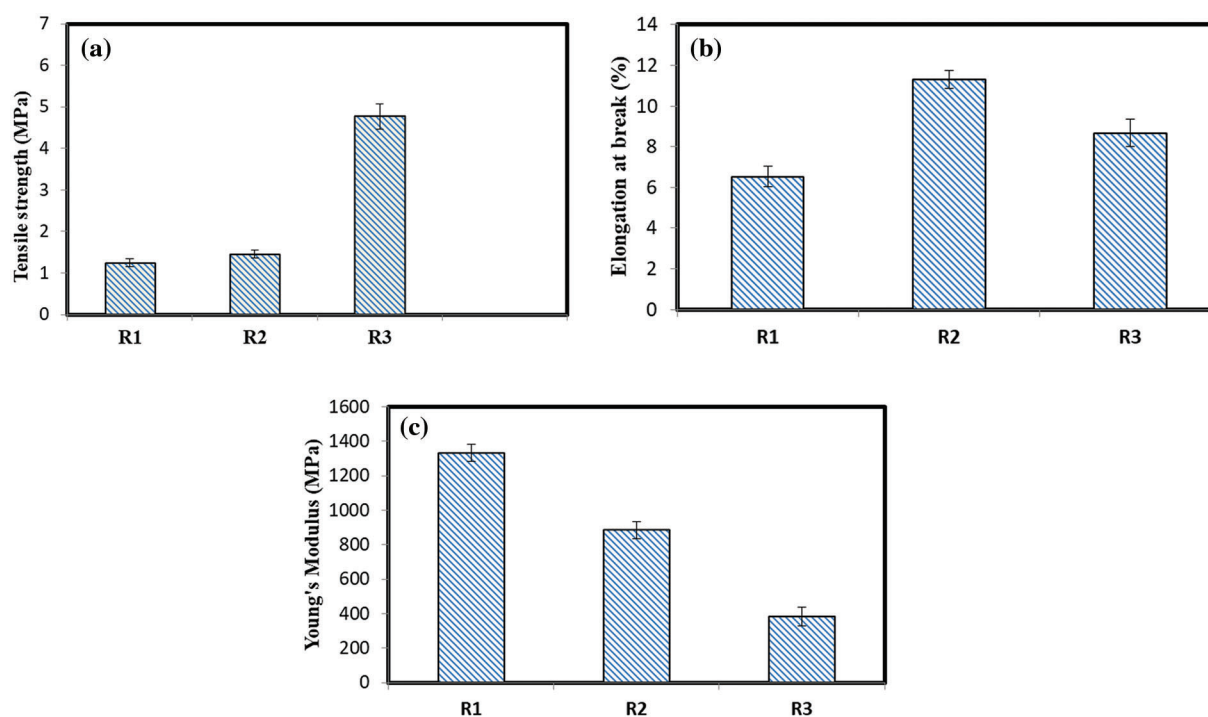 (a)
Tensile strength (MPa)
7
6
5
4
3
2
1
0
R1 R2 R3
(b)
Elongation at break (%)
14
12
10
8
6
4
2
0
R1 R2 R3
(c)
Young's Modulus (MPa)
1600
1400
1200
1000
800
600
400
200
0
R1 R2 R3